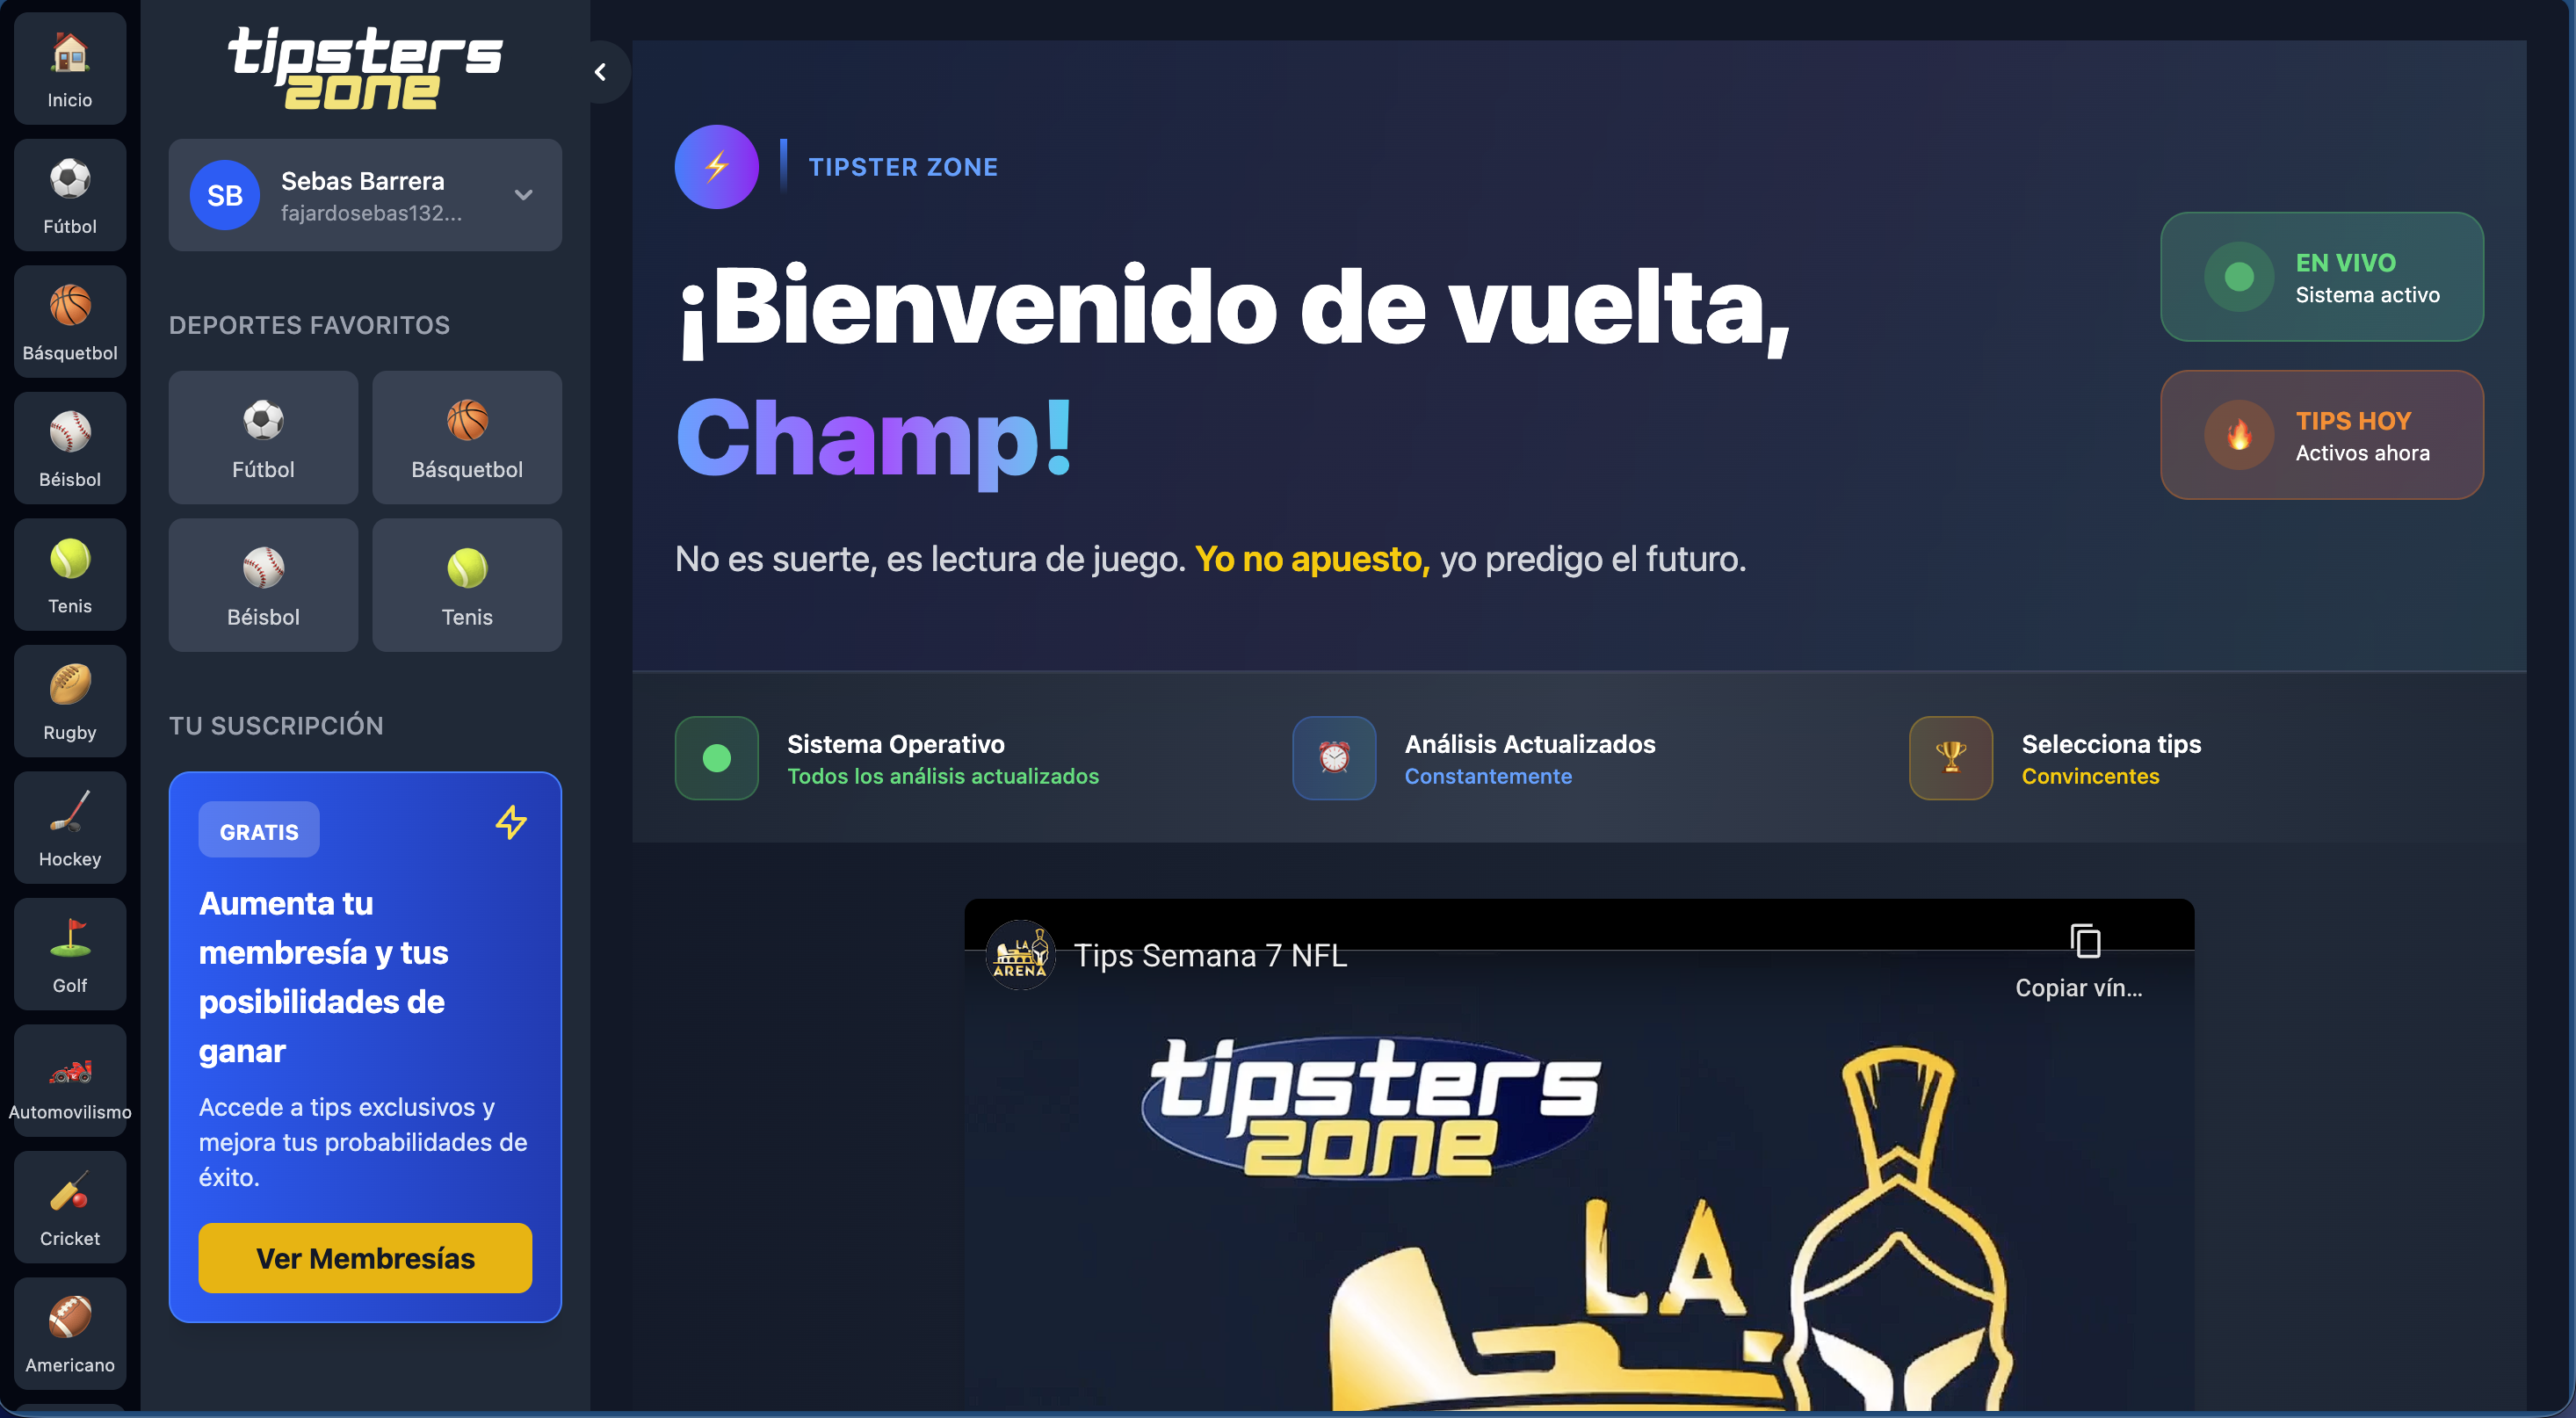 Inicio
Fútbol
Básquetbol
Béisbol
Tenis
Rugby
Hockey
Golf
Automovilismo
Cricket
Americano
tipsters
zone
SB
Sebas Barrera
fajardosebas132...
DEPORTES FAVORITOS
Fútbol
Básquetbol
Béisbol
Tenis
TU SUSCRIPCIÓN
GRATIS
Aumenta tu
membresía y tus
posibilidades de
ganar
Accede a tips exclusivos y
mejora tus probabilidades de
éxito.
Ver Membresías
TIPSTER ZONE
¡Bienvenido de vuelta,
Champ!
No es suerte, es lectura de juego. Yo no apuesto, yo predigo el futuro.
EN VIVO
Sistema activo
TIPS HOY
Activos ahora
Sistema Operativo
Todos los análisis actualizados
Análisis Actualizados
Constantemente
Selecciona tips
Convincentes
LA
ARENA
Tips Semana 7 NFL
Copiar vín...
tipsters
zone
LA